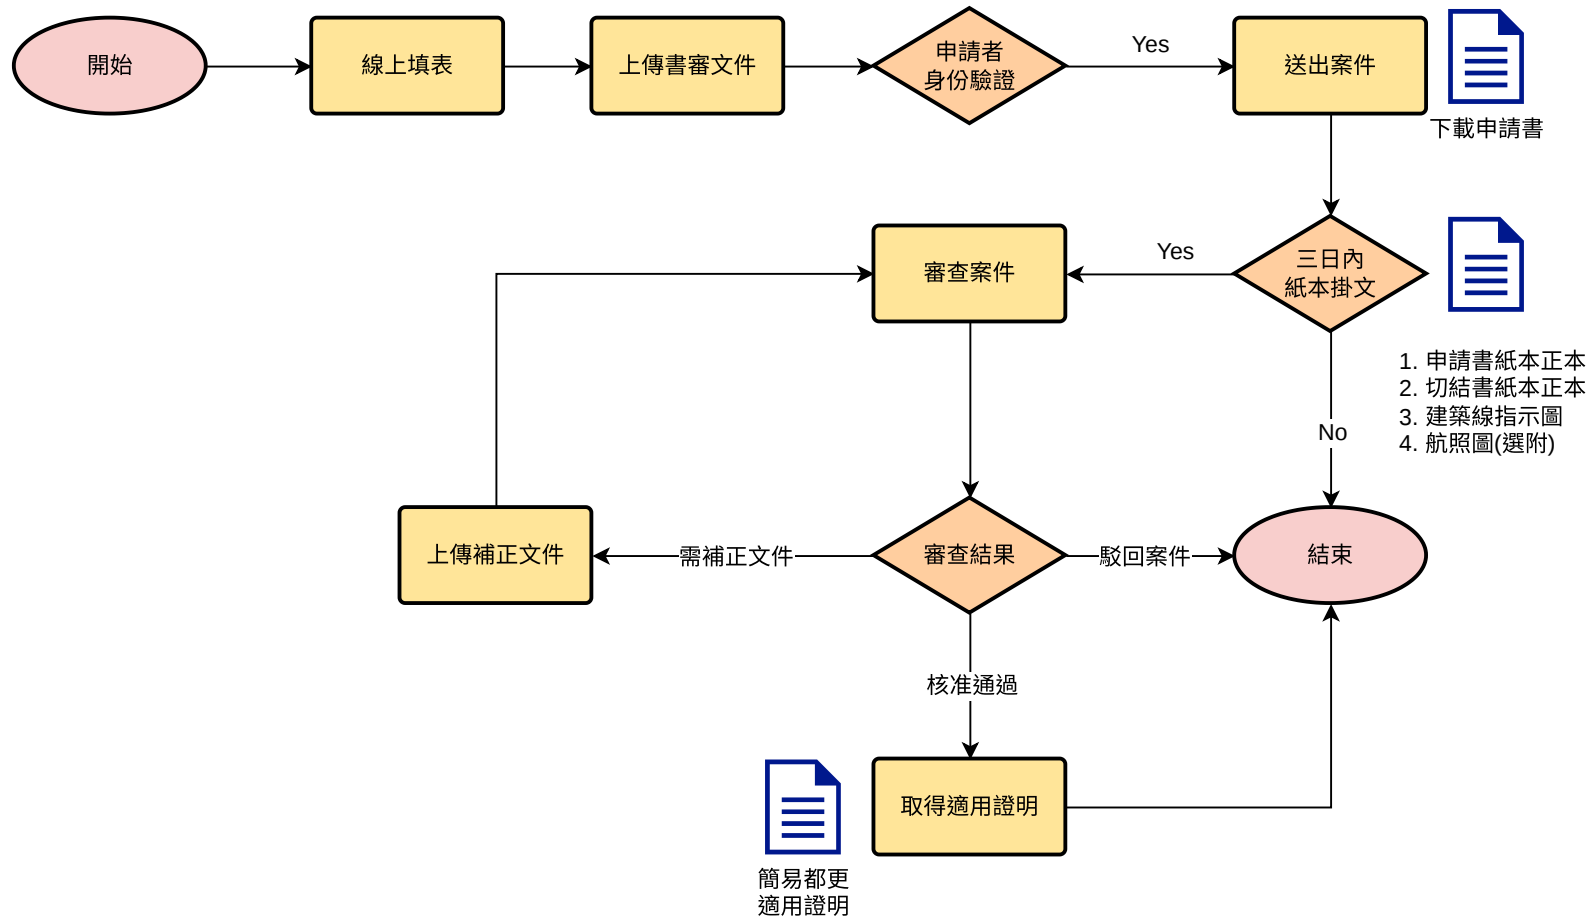 開始
線上填表
上傳書審文件
申請者
身份驗證
Yes
送出案件
下載申請書
審查案件
Yes
三日內
紙本掛文
1. 申請書紙本正本
2. 切結書紙本正本
3. 建築線指示圖
4. 航照圖(選附)
No
上傳補正文件
需補正文件
審查結果
駁回案件
結束
核准通過
取得適用證明
簡易都更
適用證明